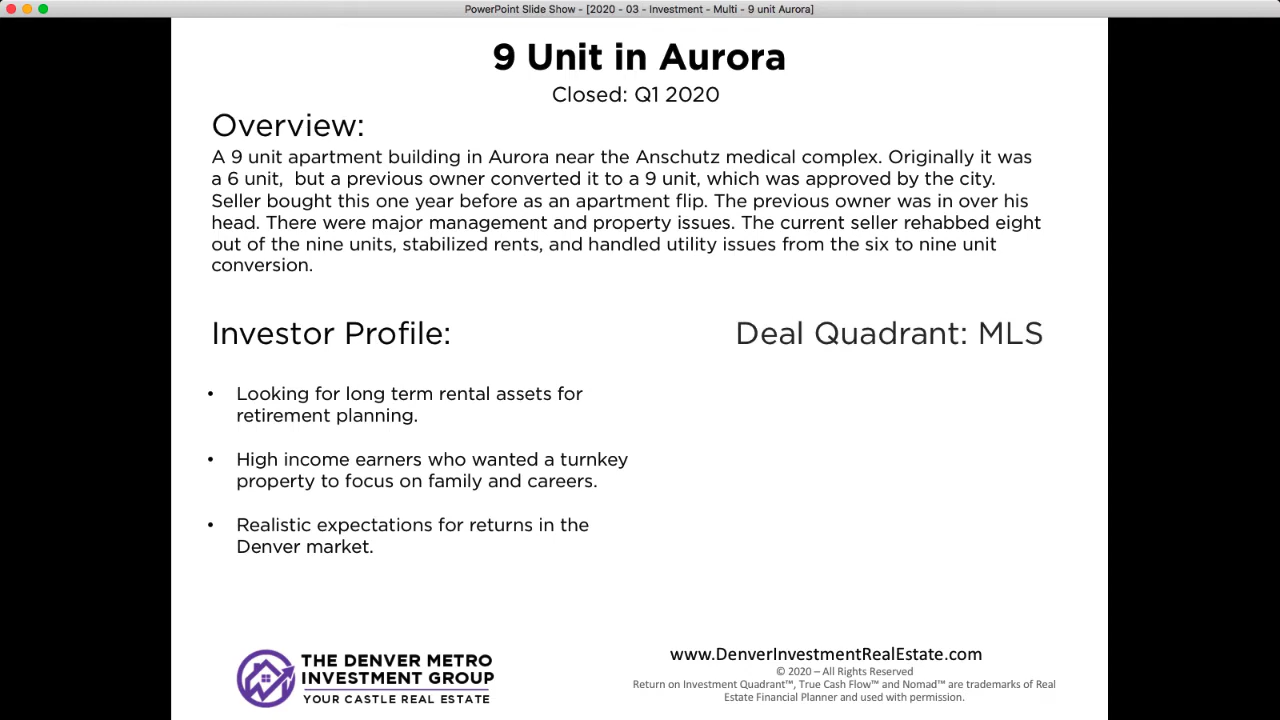 PowerPoint Slide Show - [2020 - 03 - Investment - Multi - 9 unit Aurora]
9 Unit in Aurora
Closed: Q1 2020
Overview:
A 9 unit apartment building in Aurora near the Anschutz medical complex. Originally it was
a 6 unit,  but a previous owner converted it to a 9 unit, which was approved by the city.
Seller bought this one year before as an apartment flip. The previous owner was in over his
head. There were major management and property issues. The current seller rehabbed eight
out of the nine units, stabilized rents, and handled utility issues from the six to nine unit
conversion.
Investor Profile:
Deal Quadrant: MLS
• Looking for long term rental assets for
retirement planning.
• High income earners who wanted a turnkey
property to focus on family and careers.
• Realistic expectations for returns in the
Denver market.
THE DENVER METRO
INVESTMENT GROUP
YOUR CASTLE REAL ESTATE
www.DenverInvestmentRealEstate.com
© 2020 – All Rights Reserved
Return on Investment Quadrant™, True Cash Flow™ and Nomad™ are trademarks of Real
Estate Financial Planner and used with permission.